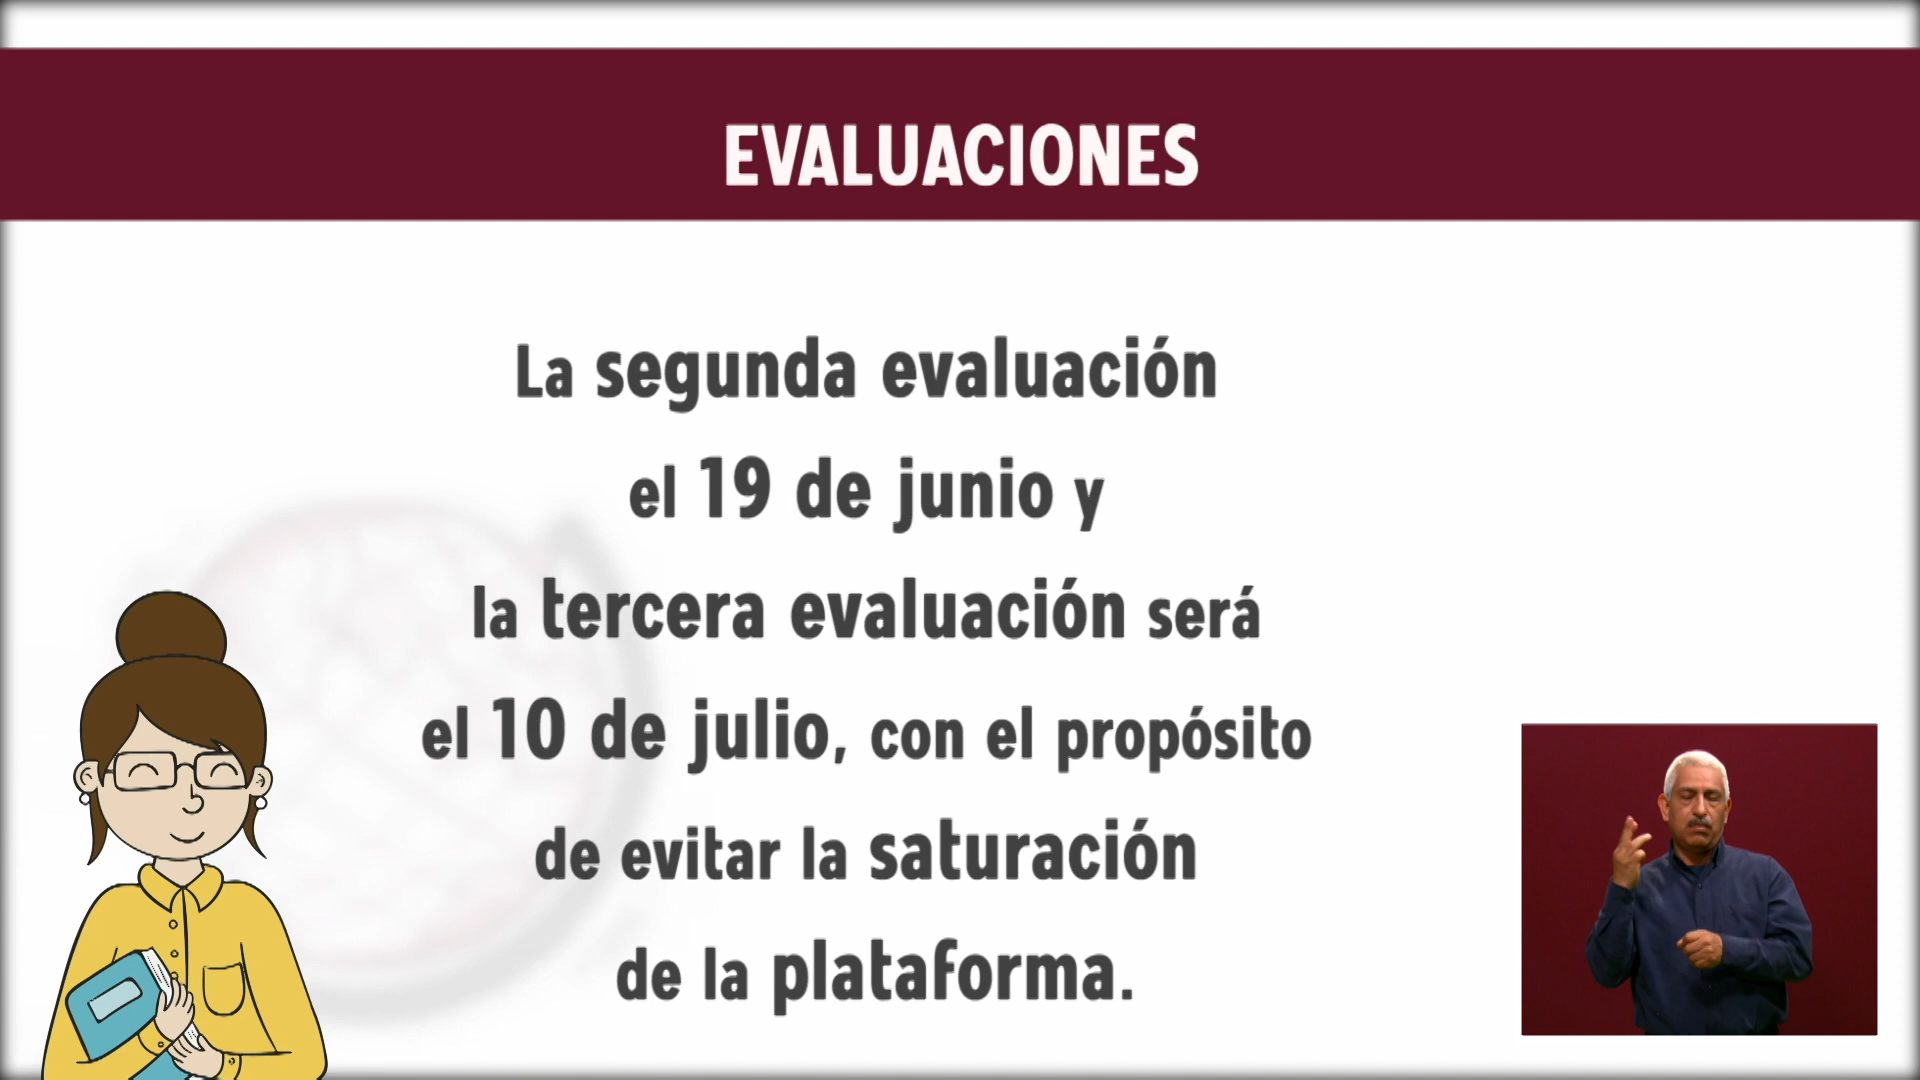 EVALUACIONES
La segunda evaluación
el 19 de junio y
la tercera evaluación será
el 10 de julio, con el propósito
de evitar la saturación
de la plataforma.